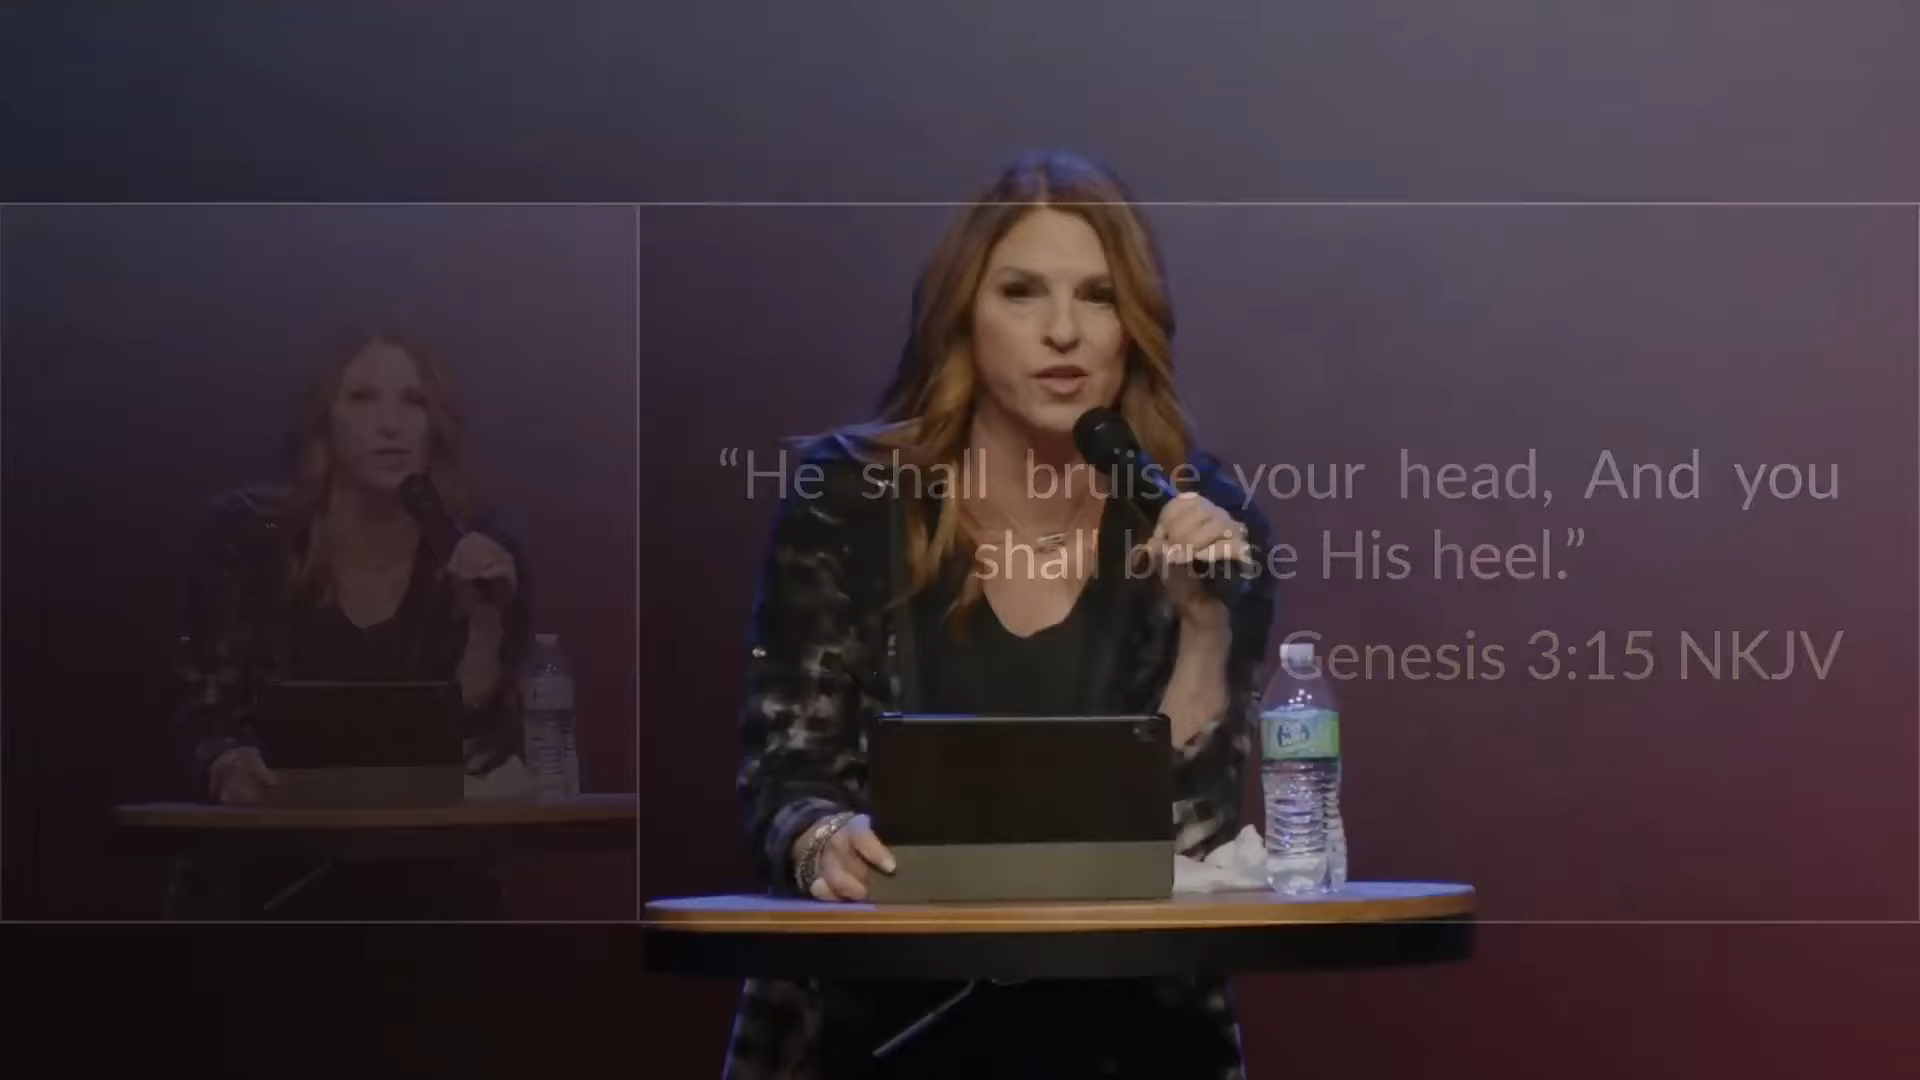 “He shall bruise your head, And you
shall bruise His heel.”
Genesis 3:15 NKJV